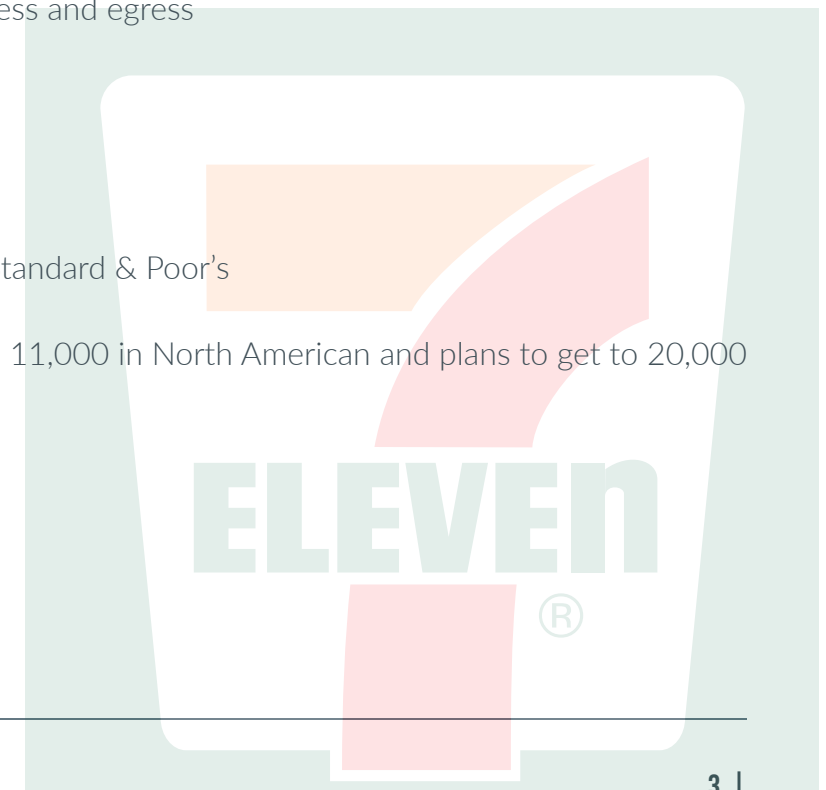 ess and egress
tandard & Poor’s
11,000 in North American and plans to get to 20,000
7
ELEVEn
®
3 |